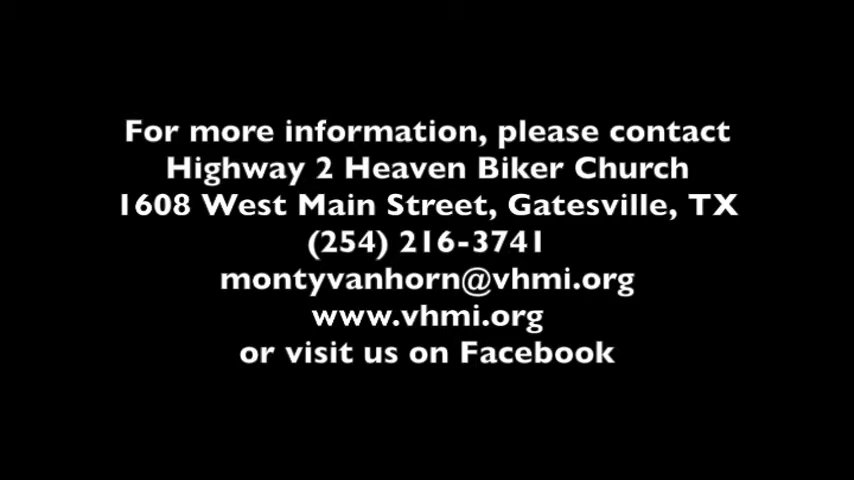 For more information, please contact
Highway 2 Heaven Biker Church
1608 West Main Street, Gatesville, TX
(254) 216-3741
montyvanhorn@vhmi.org
www.vhmi.org
or visit us on Facebook